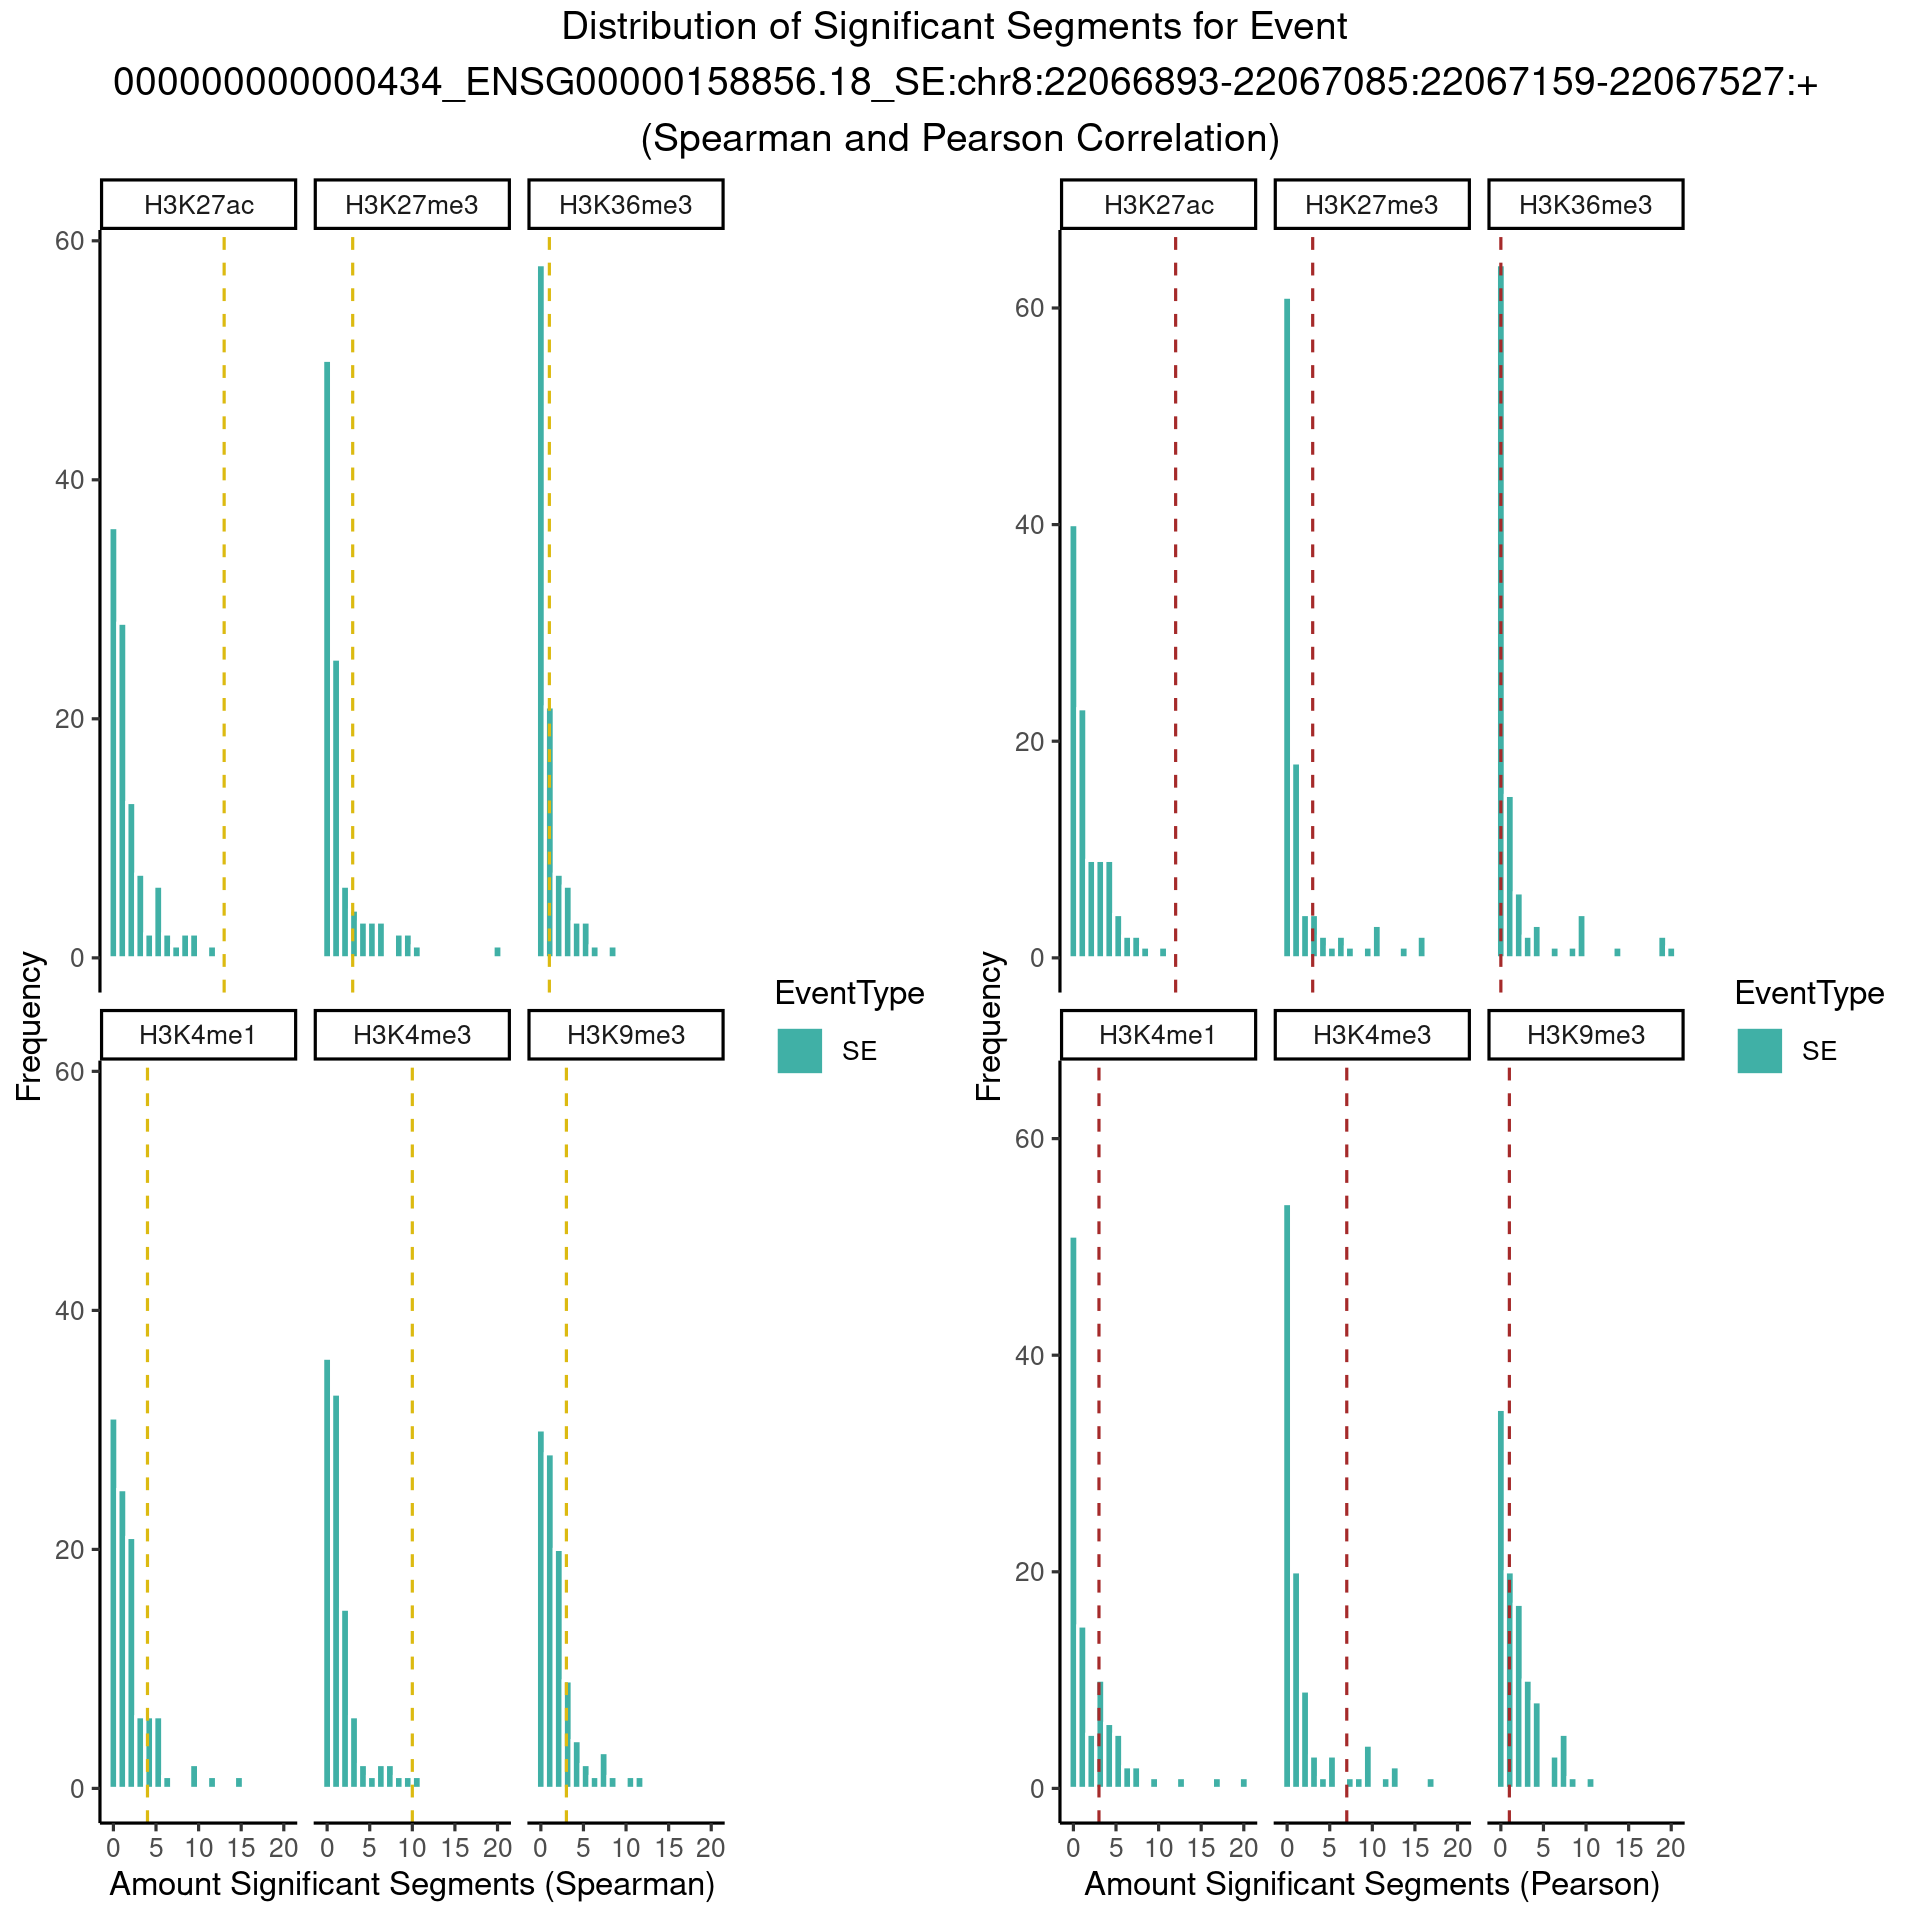 Distribution of Significant Segments for Event
000000000000434_ENSG00000158856.18_SE:chr8:22066893-22067085:22067159-22067527:+
(Spearman and Pearson Correlation)
H3K27ac H3K27me3 H3K36me3
60
40
20
0
H3K4me1 H3K4me3 H3K9me3
60
40
20
0
0 5 10 15 20 0 5 10 15 20 0 5 10 15 20
Frequency
Amount Significant Segments (Spearman)
EventType
SE
H3K27ac H3K27me3 H3K36me3
60
40
20
0
H3K4me1 H3K4me3 H3K9me3
60
40
20
0
0 5 10 15 20 0 5 10 15 20 0 5 10 15 20
Frequency
Amount Significant Segments (Pearson)
EventType
SE